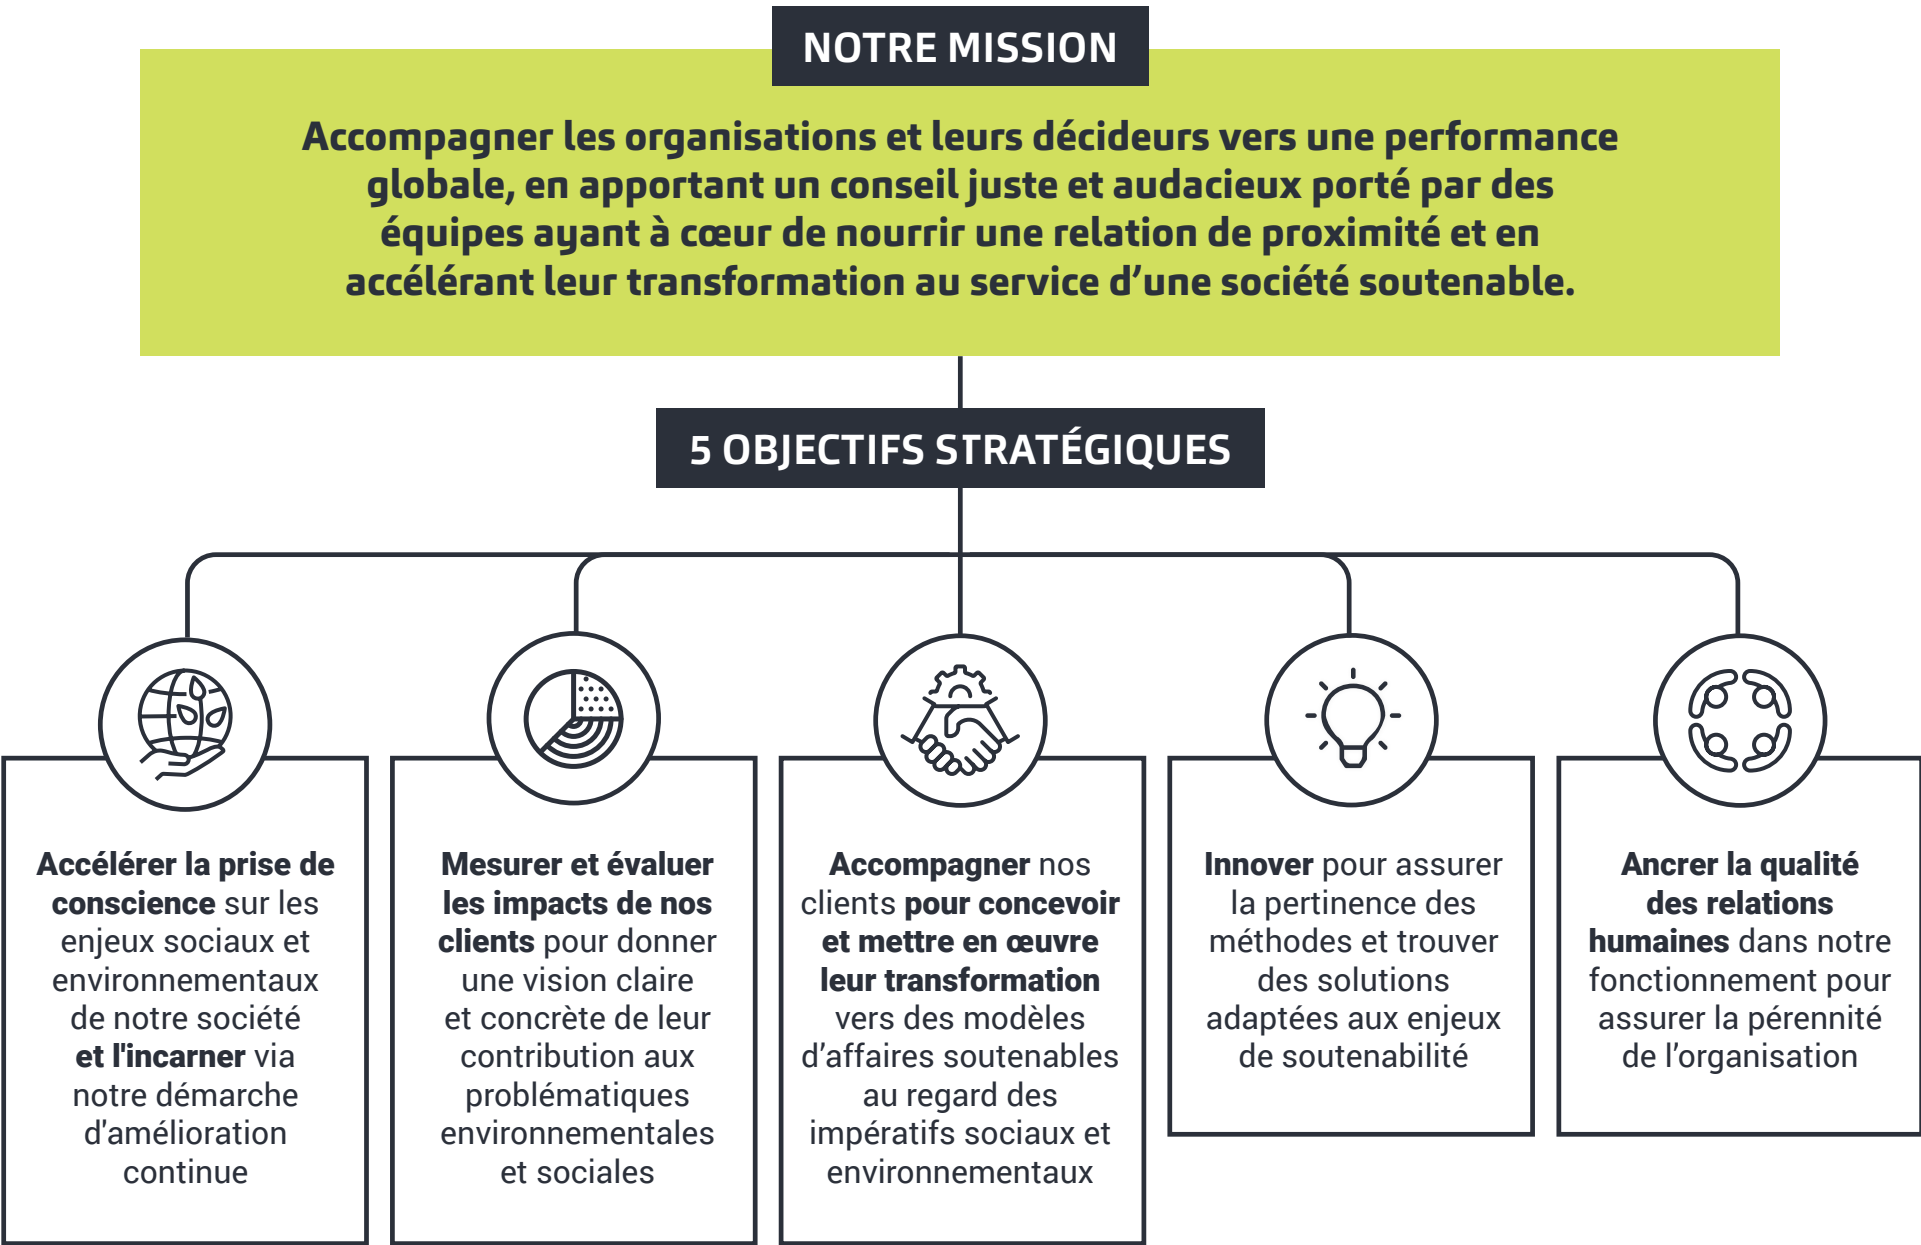 NOTRE MISSION
Accompagner les organisations et leurs décideurs vers une performance
globale, en apportant un conseil juste et audacieux porté par des
équipes ayant à cœur de nourrir une relation de proximité et en
accélérant leur transformation au service d’une société soutenable.
5 OBJECTIFS STRATÉGIQUES
Accélérer la prise de
conscience sur les
enjeux sociaux et
environnementaux
de notre société
et l'incarner via
notre démarche
d'amélioration
continue
Mesurer et évaluer
les impacts de nos
clients pour donner
une vision claire
et concrète de leur
contribution aux
problématiques
environnementales
et sociales
Accompagner nos
clients pour concevoir
et mettre en œuvre
leur transformation
vers des modèles
d’affaires soutenables
au regard des
impératifs sociaux et
environnementaux
Innover pour assurer
la pertinence des
méthodes et trouver
des solutions
adaptées aux enjeux
de soutenabilité
Ancrer la qualité
des relations
humaines dans notre
fonctionnement pour
assurer la pérennité
de l’organisation